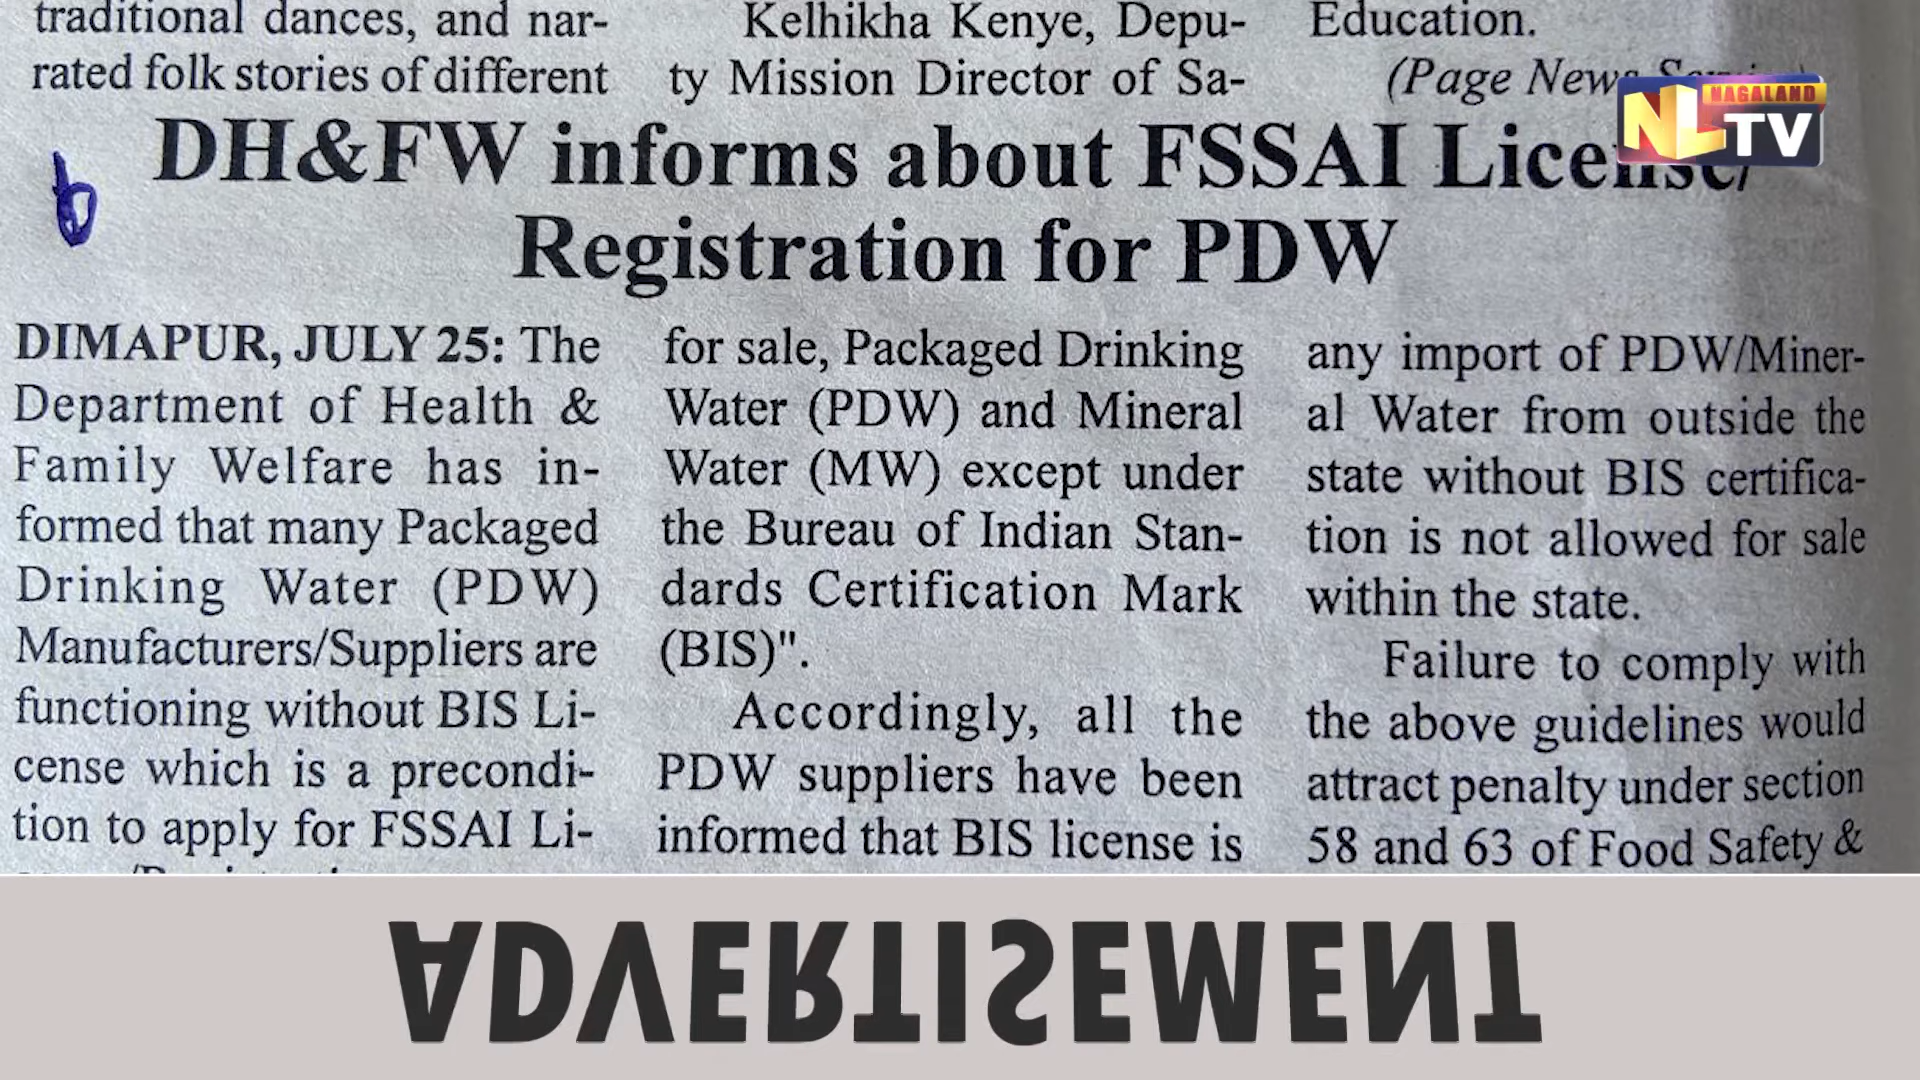 traditional dances, and nar-
rated folk stories of different
Kelhikha Kenye, Depu-
ty Mission Director of Sa-
Education.
(Page News
NAGALAND
NLTV
DH&FW informs about FSSAI License/
Registration for PDW
DIMAPUR, JULY 25: The
Department of Health &
Family Welfare has in-
formed that many Packaged
Drinking Water (PDW)
Manufacturers/Suppliers are
functioning without BIS Li-
cense which is a precondi-
tion to apply for FSSAI Li-
for sale, Packaged Drinking
Water (PDW) and Mineral
Water (MW) except under
the Bureau of Indian Stan-
dards Certification Mark
(BIS)".
Accordingly, all the
PDW suppliers have been
informed that BIS license is
any import of PDW/Miner-
al Water from outside the
state without BIS certifica-
tion is not allowed for sale
within the state.
Failure to comply with
the above guidelines would
attract penalty under section
58 and 63 of Food Safety &
ADVERTISEMENT